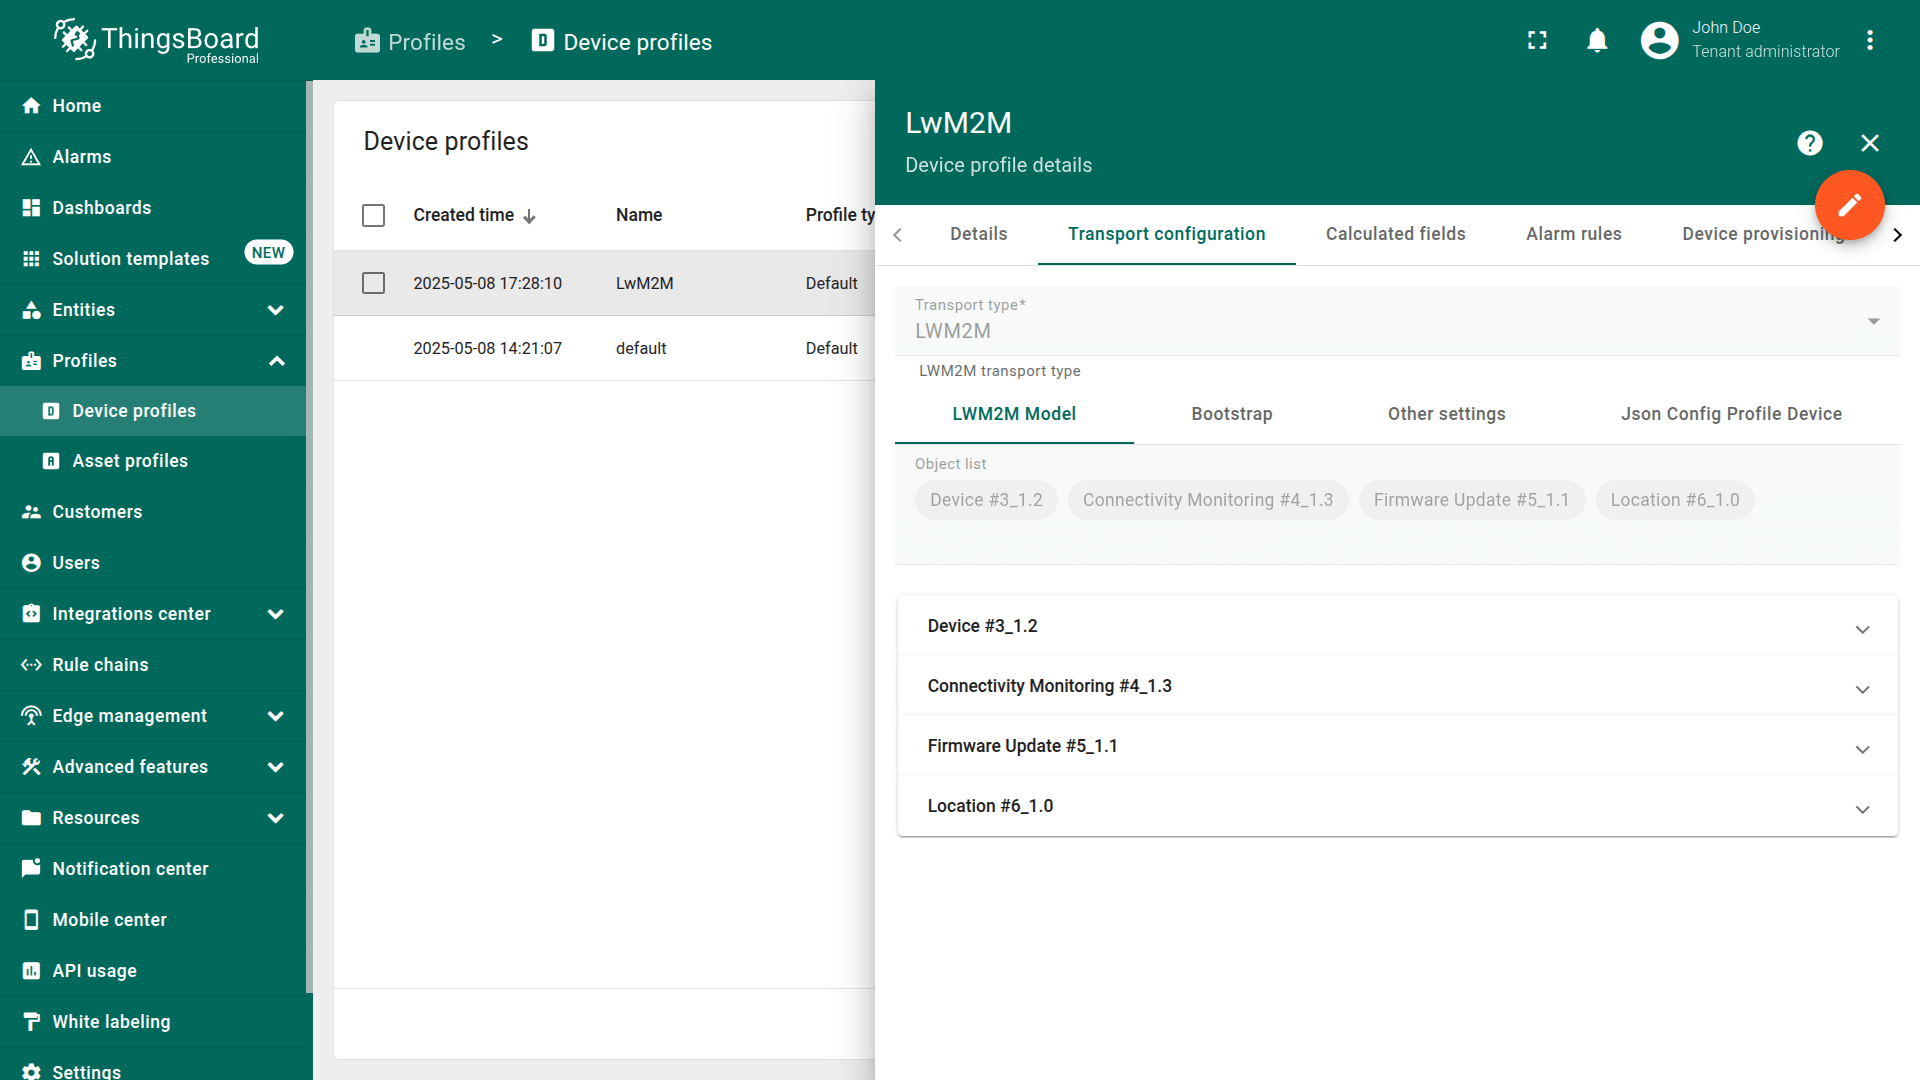 ThingsBoard
Professional
Profiles > Device profiles
John Doe
Tenant administrator
Home
Alarms
Dashboards
Solution templates NEW
Entities
Profiles
Device profiles
Asset profiles
Customers
Users
Integrations center
Rule chains
Edge management
Advanced features
Resources
Notification center
Mobile center
API usage
White labeling
Settings
Device profiles
Created time Name Profile ty
2025-05-08 17:28:10 LwM2M Default
2025-05-08 14:21:07 default Default
LwM2M
Device profile details
Details Transport configuration Calculated fields Alarm rules Device provisioning
Transport type*
LWM2M
LWM2M transport type
LWM2M Model Bootstrap Other settings Json Config Profile Device
Object list
Device #3_1.2 Connectivity Monitoring #4_1.3 Firmware Update #5_1.1 Location #6_1.0
Device #3_1.2
Connectivity Monitoring #4_1.3
Firmware Update #5_1.1
Location #6_1.0